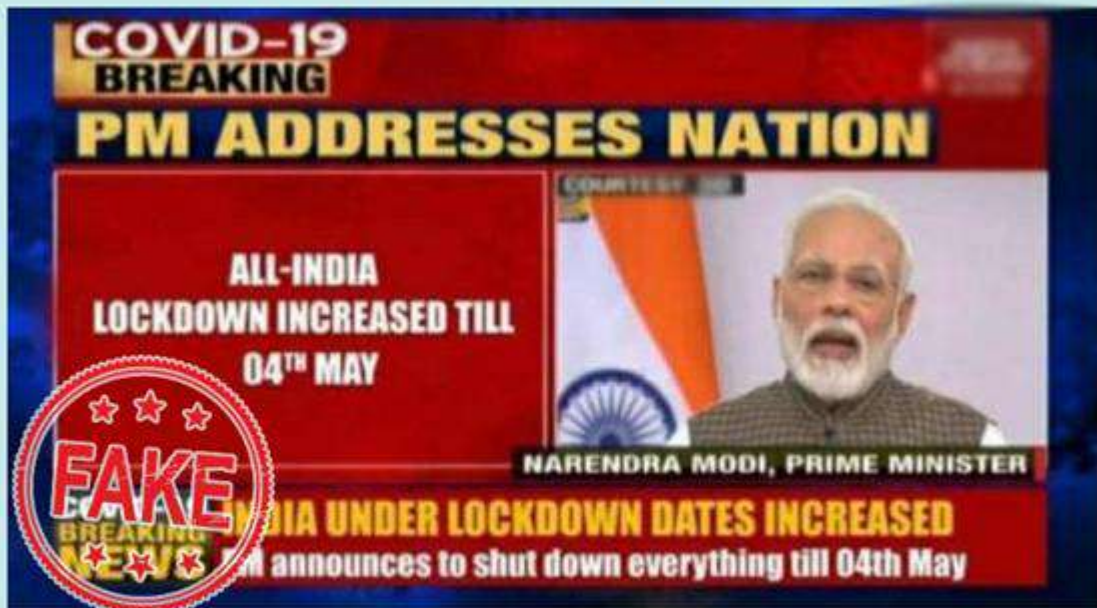 COVID-19
BREAKING
PM ADDRESSES NATION
ALL-INDIA
LOCKDOWN INCREASED TILL
04TH MAY
COURTESY
NARENDRA MODI, PRIME MINISTER
FAKE
BREAKING
NEWS
INDIA UNDER LOCKDOWN DATES INCREASED
PM announces to shut down everything till 04th May